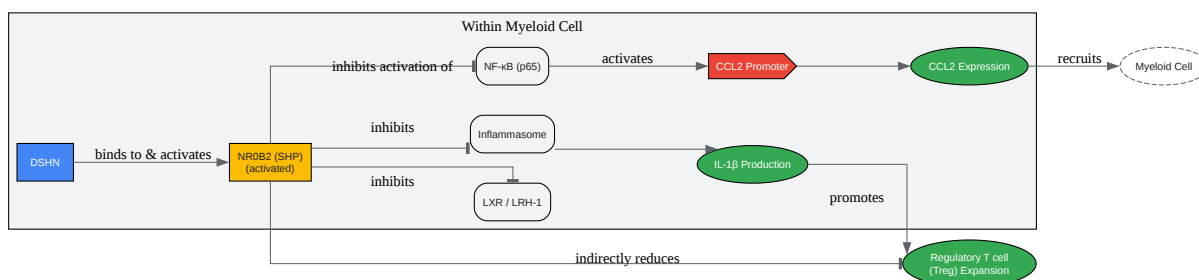 Within Myeloid Cell
inhibits activation of
NF-κB (p65)
activates
CCL2 Promoter
CCL2 Expression
recruits
Myeloid Cell
DSHN
binds to & activates
NR0B2 (SHP)
(activated)
inhibits
Inflammasome
IL-1β Production
inhibits
LXR / LRH-1
promotes
indirectly reduces
Regulatory T cell
(Treg) Expansion